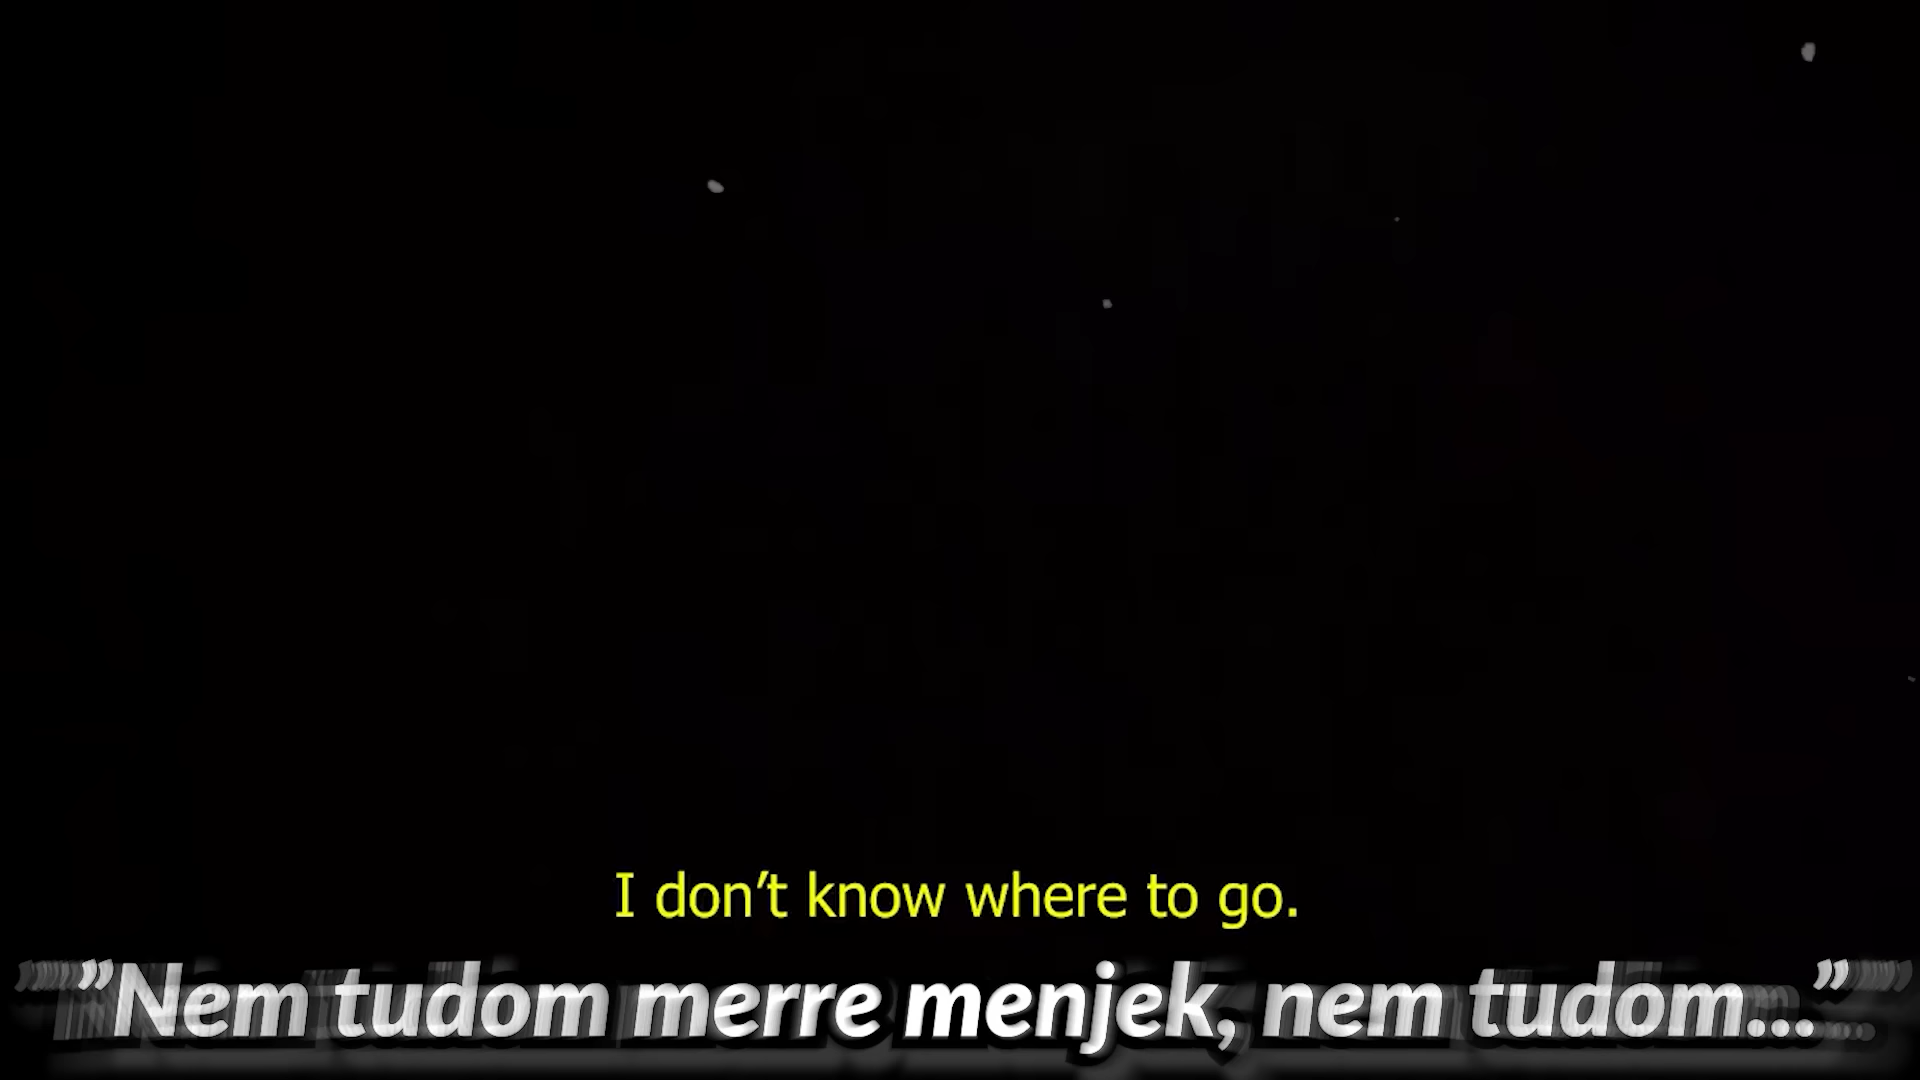 I don’t know where to go.
”Nem tudom merre menjek, nem tudom...”